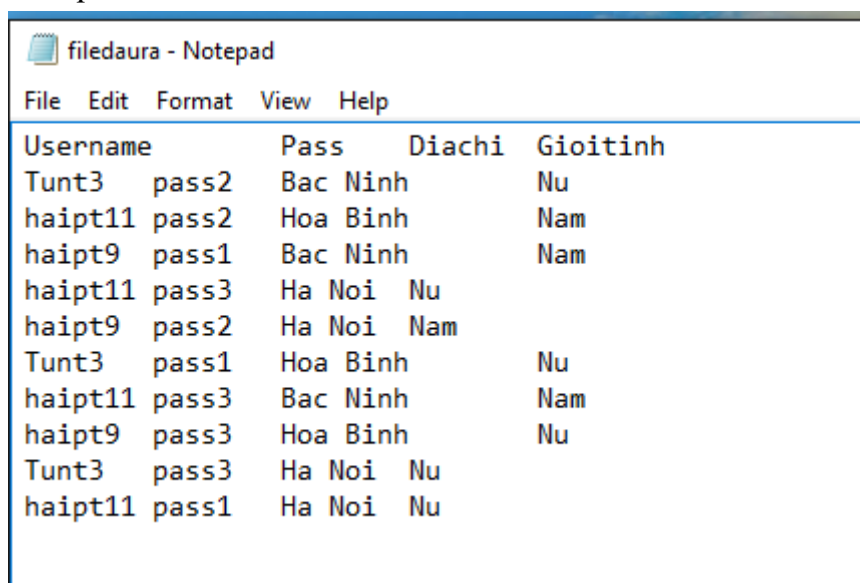 filedaura - Notepad
File Edit Format View Help
Username Pass Diachi Gioitinh
Tunt3 pass2 Bac Ninh Nu
haipt11 pass2 Hoa Binh Nam
haipt9 pass1 Bac Ninh Nam
haipt11 pass3 Ha Noi Nu
haipt9 pass2 Ha Noi Nam
Tunt3 pass1 Hoa Binh Nu
haipt11 pass3 Bac Ninh Nam
haipt9 pass3 Hoa Binh Nu
Tunt3 pass3 Ha Noi Nu
haipt11 pass1 Ha Noi Nu